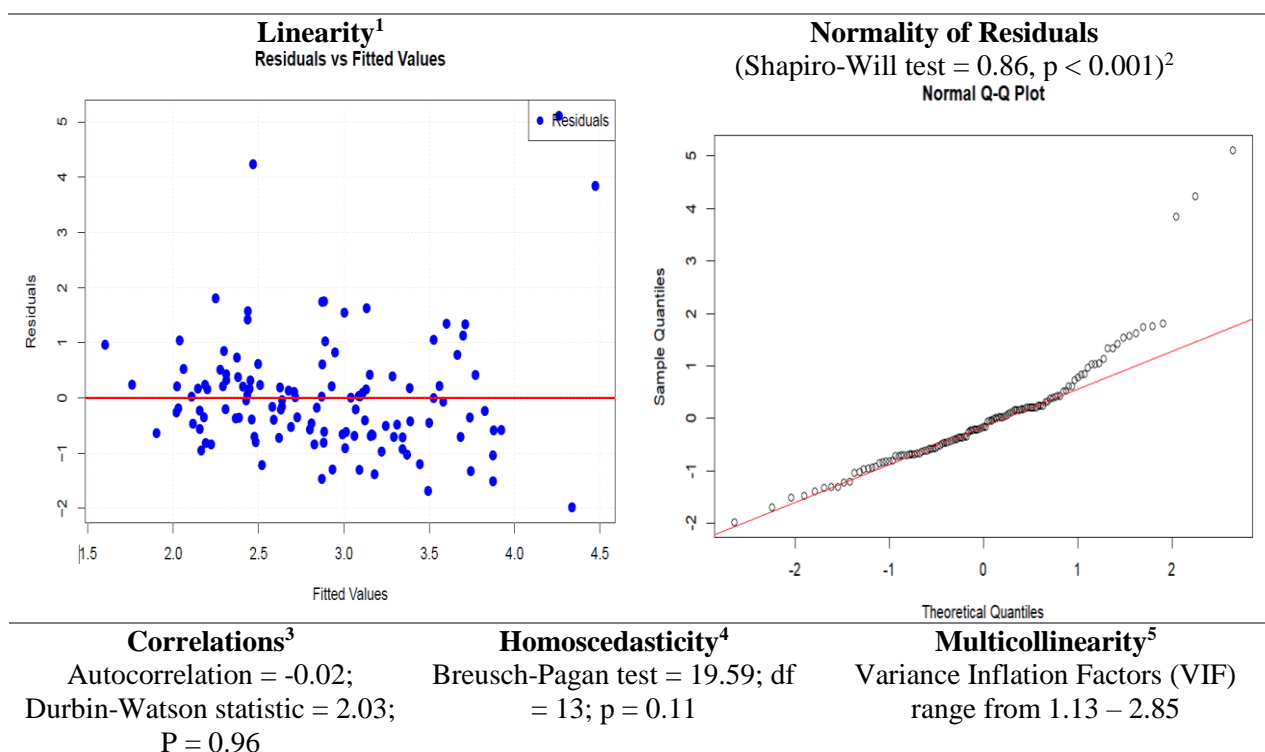 Linearity1
Residuals vs Fitted Values
Residuals
5
4
3
2
1
0
-1
-2
Residuals
1.5 2.0 2.5 3.0 3.5 4.0 4.5
Fitted Values
Normality of Residuals
(Shapiro-Will test = 0.86, p < 0.001)2
Normal Q-Q Plot
Sample Quantiles
5
4
3
2
1
0
-1
-2
-2 -1 0 1 2
Theoretical Quantiles
Correlations3
Autocorrelation = -0.02;
Durbin-Watson statistic = 2.03;
P = 0.96
Homoscedasticity4
Breusch-Pagan test = 19.59; df
= 13; p = 0.11
Multicollinearity5
Variance Inflation Factors (VIF)
range from 1.13 – 2.85